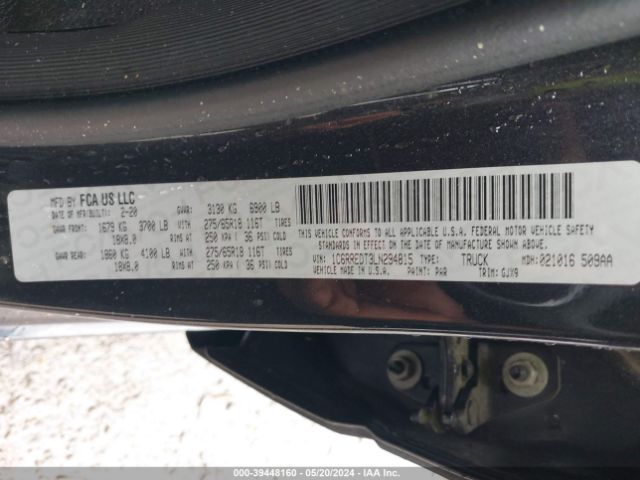 MFD BY FCA US LLC
DATE OF MFR/BUILT: 2-20 GVWR: 3130 KG 6900 LB
GAWR FRONT: 1679 KG 3700 LB WITH 275/65R18 116T TIRES
18X8.0 RIMS AT 250 KPA / 36 PSI COLD
GAWR REAR: 1860 KG 4100 LB WITH 275/65R18 116T TIRES
18X8.0 RIMS AT 250 KPA / 36 PSI COLD
THIS VEHICLE CONFORMS TO ALL APPLICABLE U.S.A. FEDERAL MOTOR VEHICLE SAFETY
STANDARDS IN EFFECT ON THE DATE OF MANUFACTURE SHOWN ABOVE.
VIN: 1C6RREDT3LN294815 TYPE: TRUCK MDH: 021016 509AA
MADE IN U.S.A. PAINT: PAR TRIM: GJX9
000-39448160 - 05/20/2024 - IAA Inc.